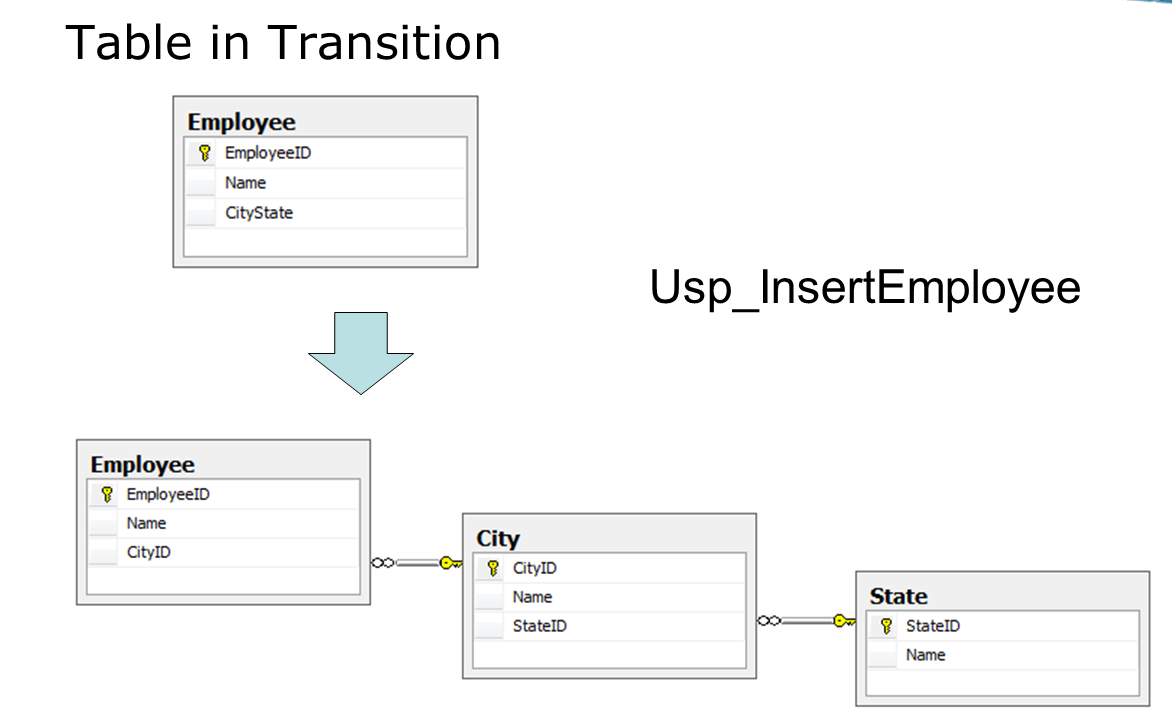 Table in Transition
Employee
EmployeeID
Name
CityState
Usp_InsertEmployee
Employee
EmployeeID
Name
CityID
City
CityID
Name
StateID
State
StateID
Name